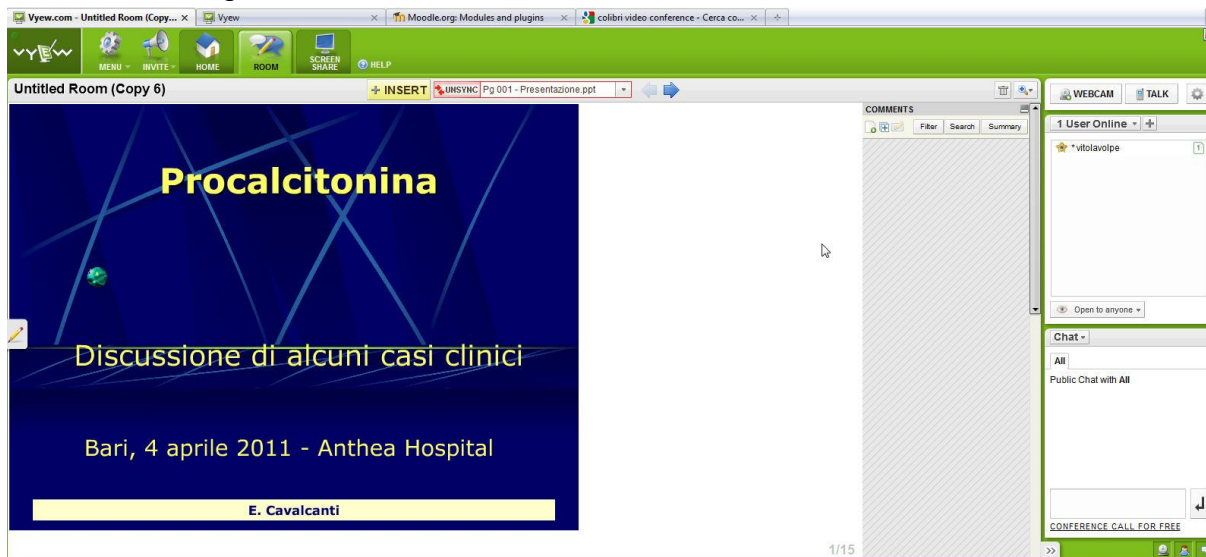 Vyew.com - Untitled Room (Copy... × Vyew × Moodle.org: Modules and plugins × colibri video conference - Cerca co... ×
VYEW
MENU INVITE HOME ROOM SCREEN SHARE HELP
Untitled Room (Copy 6)
+ INSERT UNSYNC Pg 001 - Presentazione.ppt
WEBCAM TALK
COMMENTS
Filter Search Summary
1 User Online +
*vitolavolpe 1
Procalcitonina
Discussione di alcuni casi clinici
Bari, 4 aprile 2011 - Anthea Hospital
E. Cavalcanti
1/15
Open to anyone
Chat
All
Public Chat with All
CONFERENCE CALL FOR FREE
>>